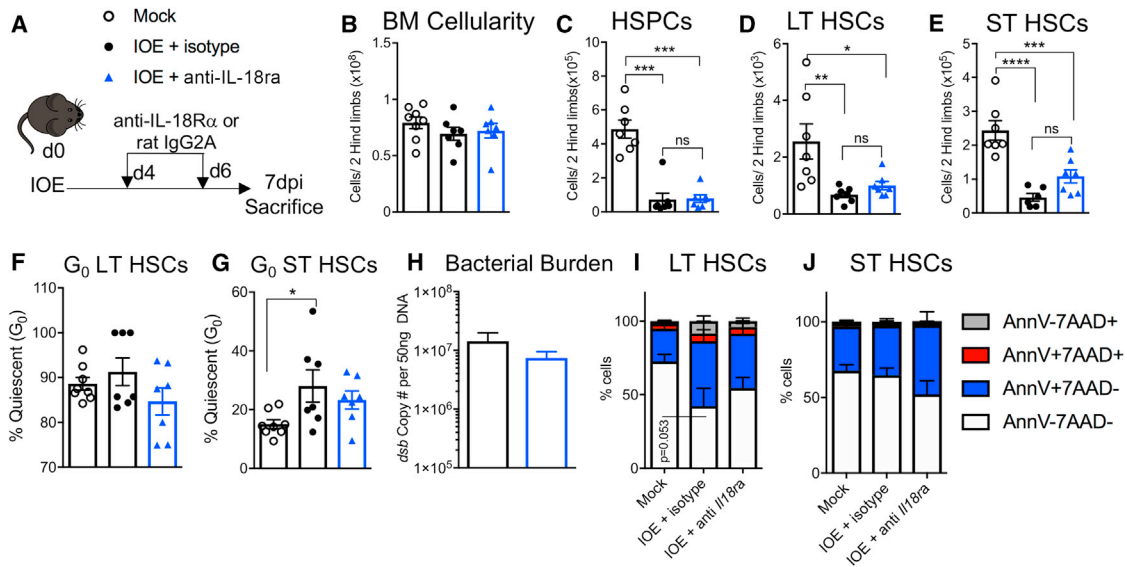 A
Mock
IOE + isotype
IOE + anti-IL-18ra
d0
anti-IL-18Rα or
rat IgG2A
IOE
d4
d6
7dpi
Sacrifice
B
BM Cellularity
Cells/ 2 Hind limbs (x10⁸)
1
0.5
0
C
HSPCs
Cells/ 2 Hind limbs(x10⁵)
10
8
6
4
2
0
***
***
ns
D
LT HSCs
Cells/ 2 Hind limbs (x10³)
6
4
2
0
*
**
ns
E
ST HSCs
Cells/ 2 Hind limbs (x10⁵)
5
4
3
2
1
0
***
****
ns
F
G₀ LT HSCs
% Quiescent (G₀)
110
100
90
80
70
G
G₀ ST HSCs
% Quiescent (G₀)
60
40
20
0
*
H
Bacterial Burden
dsb Copy # per 50ng DNA
1×10⁸
1×10⁷
1×10⁶
1×10⁵
I
LT HSCs
% cells
100
50
0
p=0.053
Mock
IOE + isotype
IOE + anti Il18ra
J
ST HSCs
% cells
100
50
0
Mock
IOE + isotype
IOE + anti Il18ra
AnnV-7AAD+
AnnV+7AAD+
AnnV+7AAD-
AnnV-7AAD-